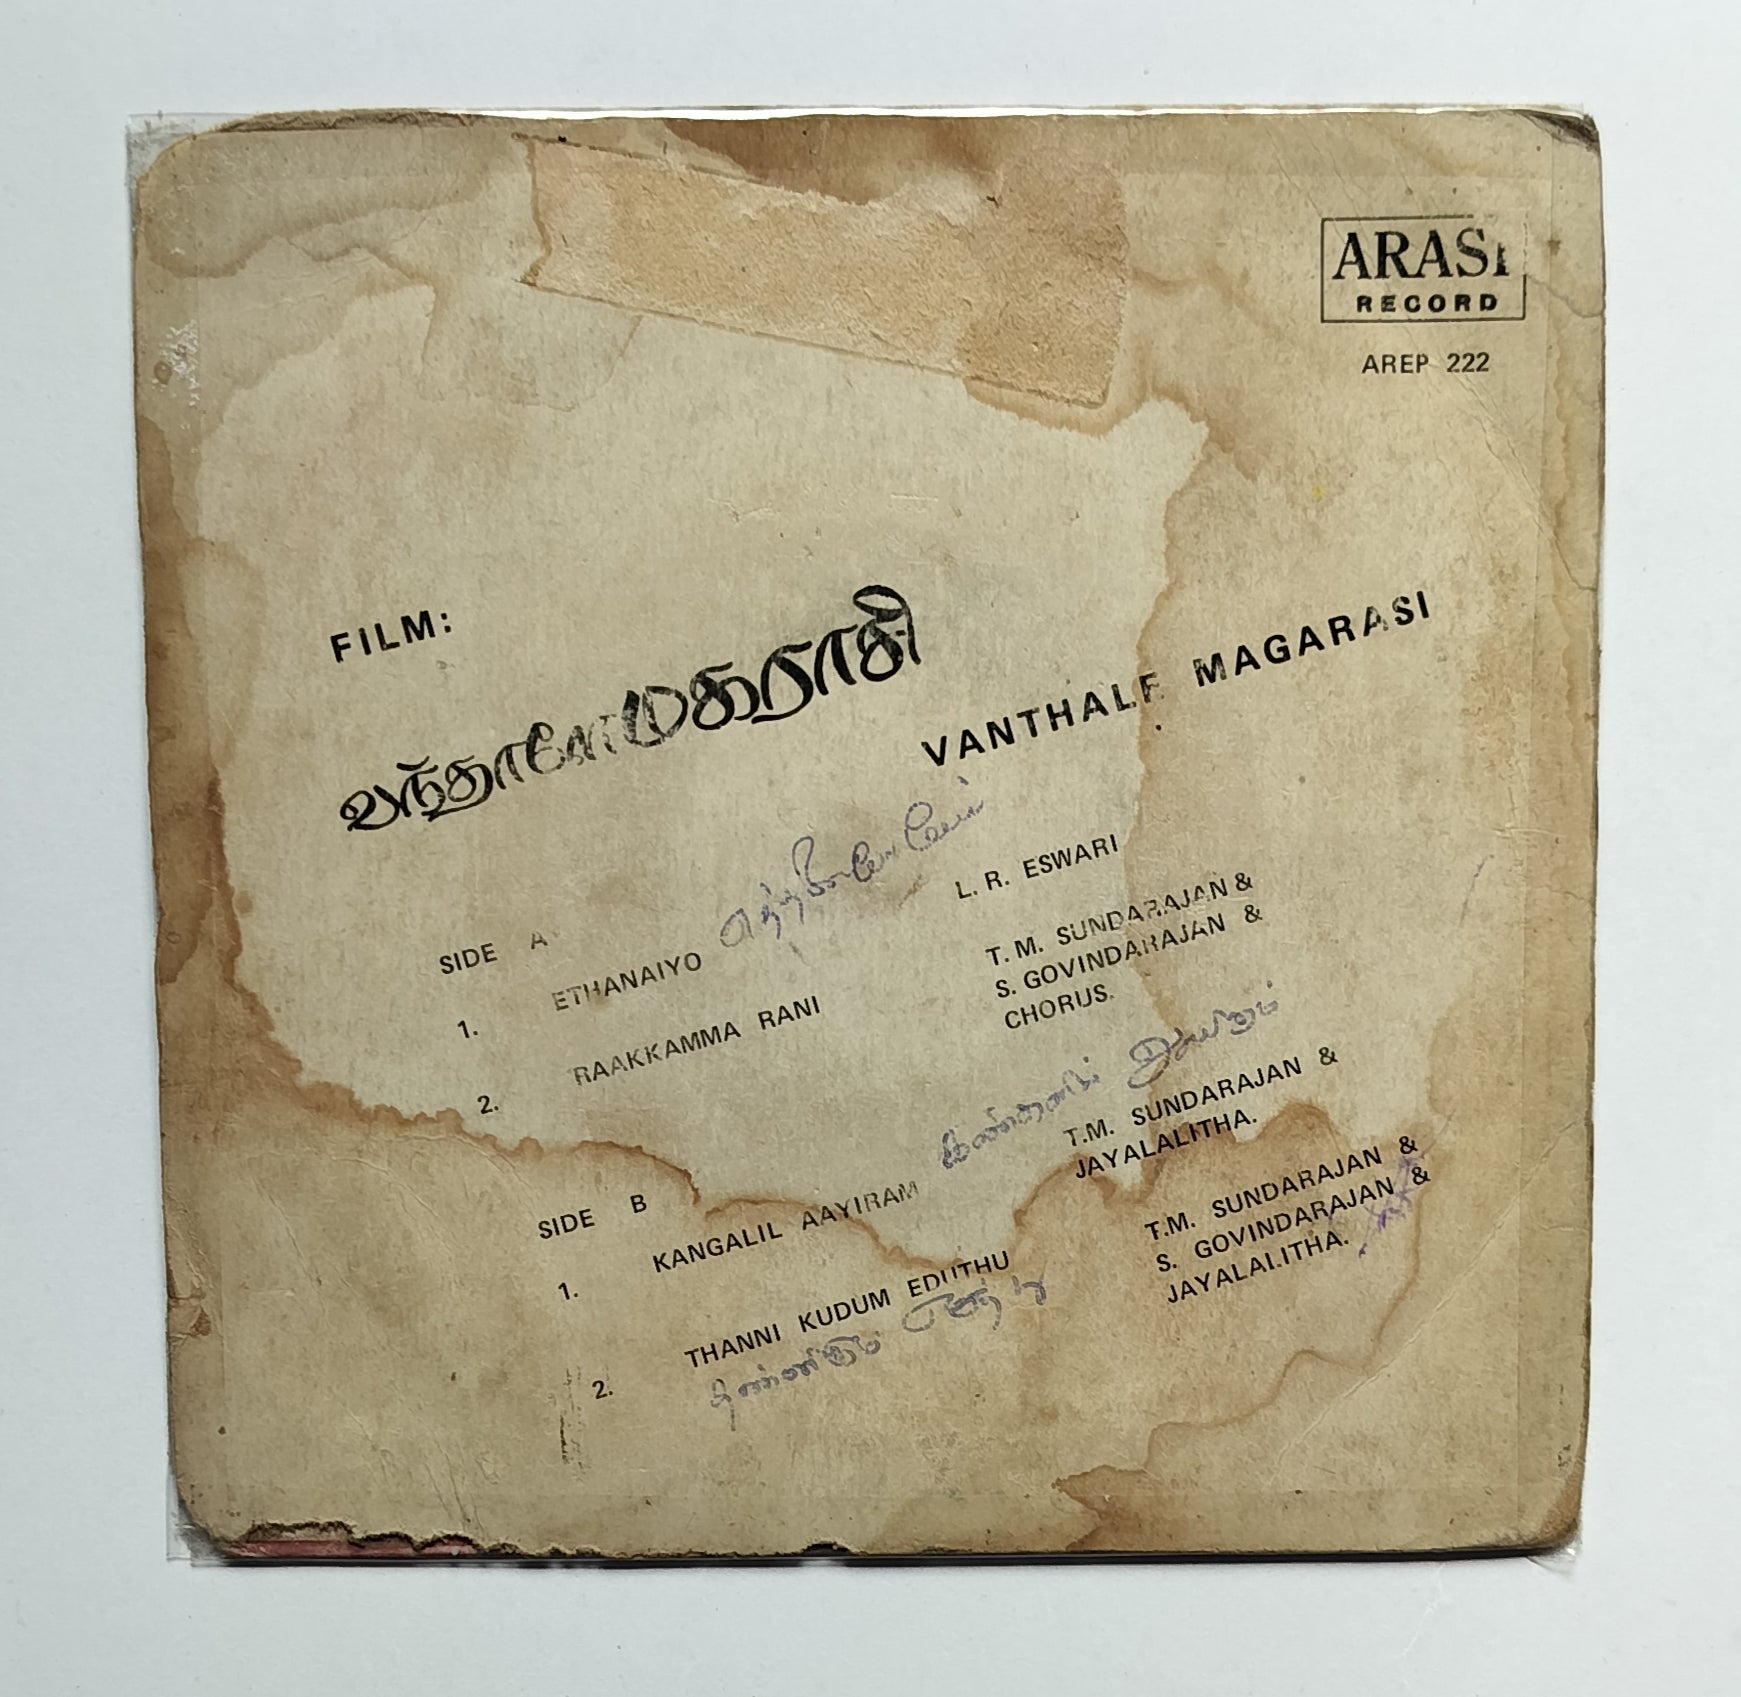 ARASI
RECORD
AREP 222
FILM:
வந்தாளே மகராசி
VANTHALE MAGARASI
SIDE A
1. ETHANAIYO L. R. ESWARI
2. RAAKKAMMA RANI T. M. SUNDARAJAN &
S. GOVINDARAJAN &
CHORUS.
SIDE B
1. KANGALIL AAYIRAM T.M. SUNDARAJAN &
JAYALALITHA.
2. THANNI KUDUM EDUTHU T.M. SUNDARAJAN &
S. GOVINDARAJAN &
JAYALALITHA.